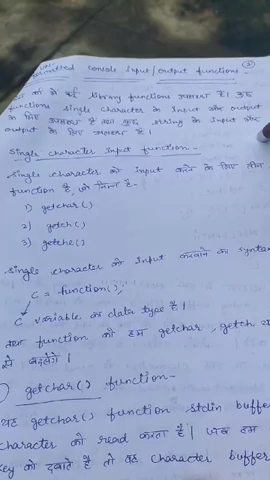 formatted console input/output functions.
को में कई library functions उपलब्ध है। कुछ
functions single character के input और output
के लिए उपलब्ध है तथा कुछ string के input और
output के लिए उपलब्ध है।
Single character input function -
Single character को input करने के लिए तीन
function है, जो निम्न है -
1) getchar()
2) getch()
3) getche()
Single character को input करवाने का syntax
C = function();
C variable का data type है।
तथा function को हम getchar, getch या
से बदलेंगे।
getchar() function -
यह getchar() function stdin buffer
character को read करता है। जब हम
key को दबाते है तो वह character buffer